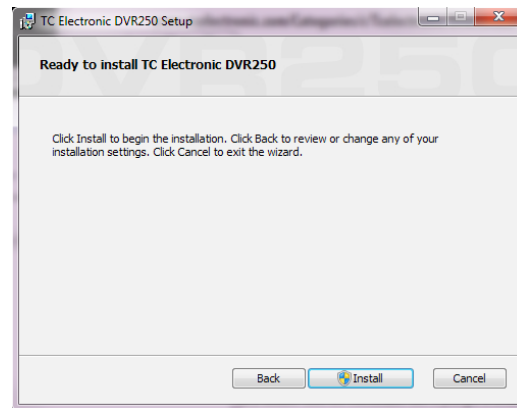 TC Electronic DVR250 Setup
Ready to install TC Electronic DVR250
Click Install to begin the installation. Click Back to review or change any of your
installation settings. Click Cancel to exit the wizard.
Back Install Cancel